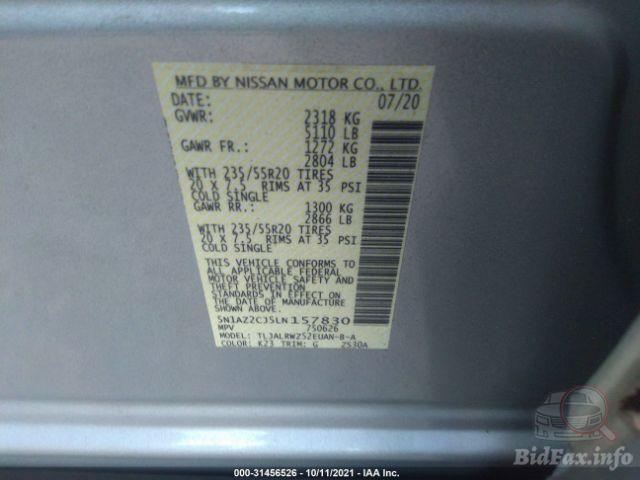 MFD BY NISSAN MOTOR CO., LTD.
DATE: 07/20
GVWR: 2318 KG
5110 LB
GAWR FR.: 1272 KG
2804 LB
WITH 235/55R20 TIRES
20 X 7.5 RIMS AT 35 PSI
COLD SINGLE
GAWR RR.: 1300 KG
2866 LB
WITH 235/55R20 TIRES
20 X 7.5 RIMS AT 35 PSI
COLD SINGLE
THIS VEHICLE CONFORMS TO
ALL APPLICABLE FEDERAL
MOTOR VEHICLE SAFETY AND
THEFT PREVENTION
STANDARDS IN EFFECT ON
THE DATE OF MANUFACTURE
SHOWN ABOVE.
5N1AZ2CJ5LN157830
MPV 750626
MODEL: TLJALRWZ52EUAN-B-A
COLOR: K23 TRIM: G 2530A
BidFax.info
000-31456526 - 10/11/2021 - IAA Inc.